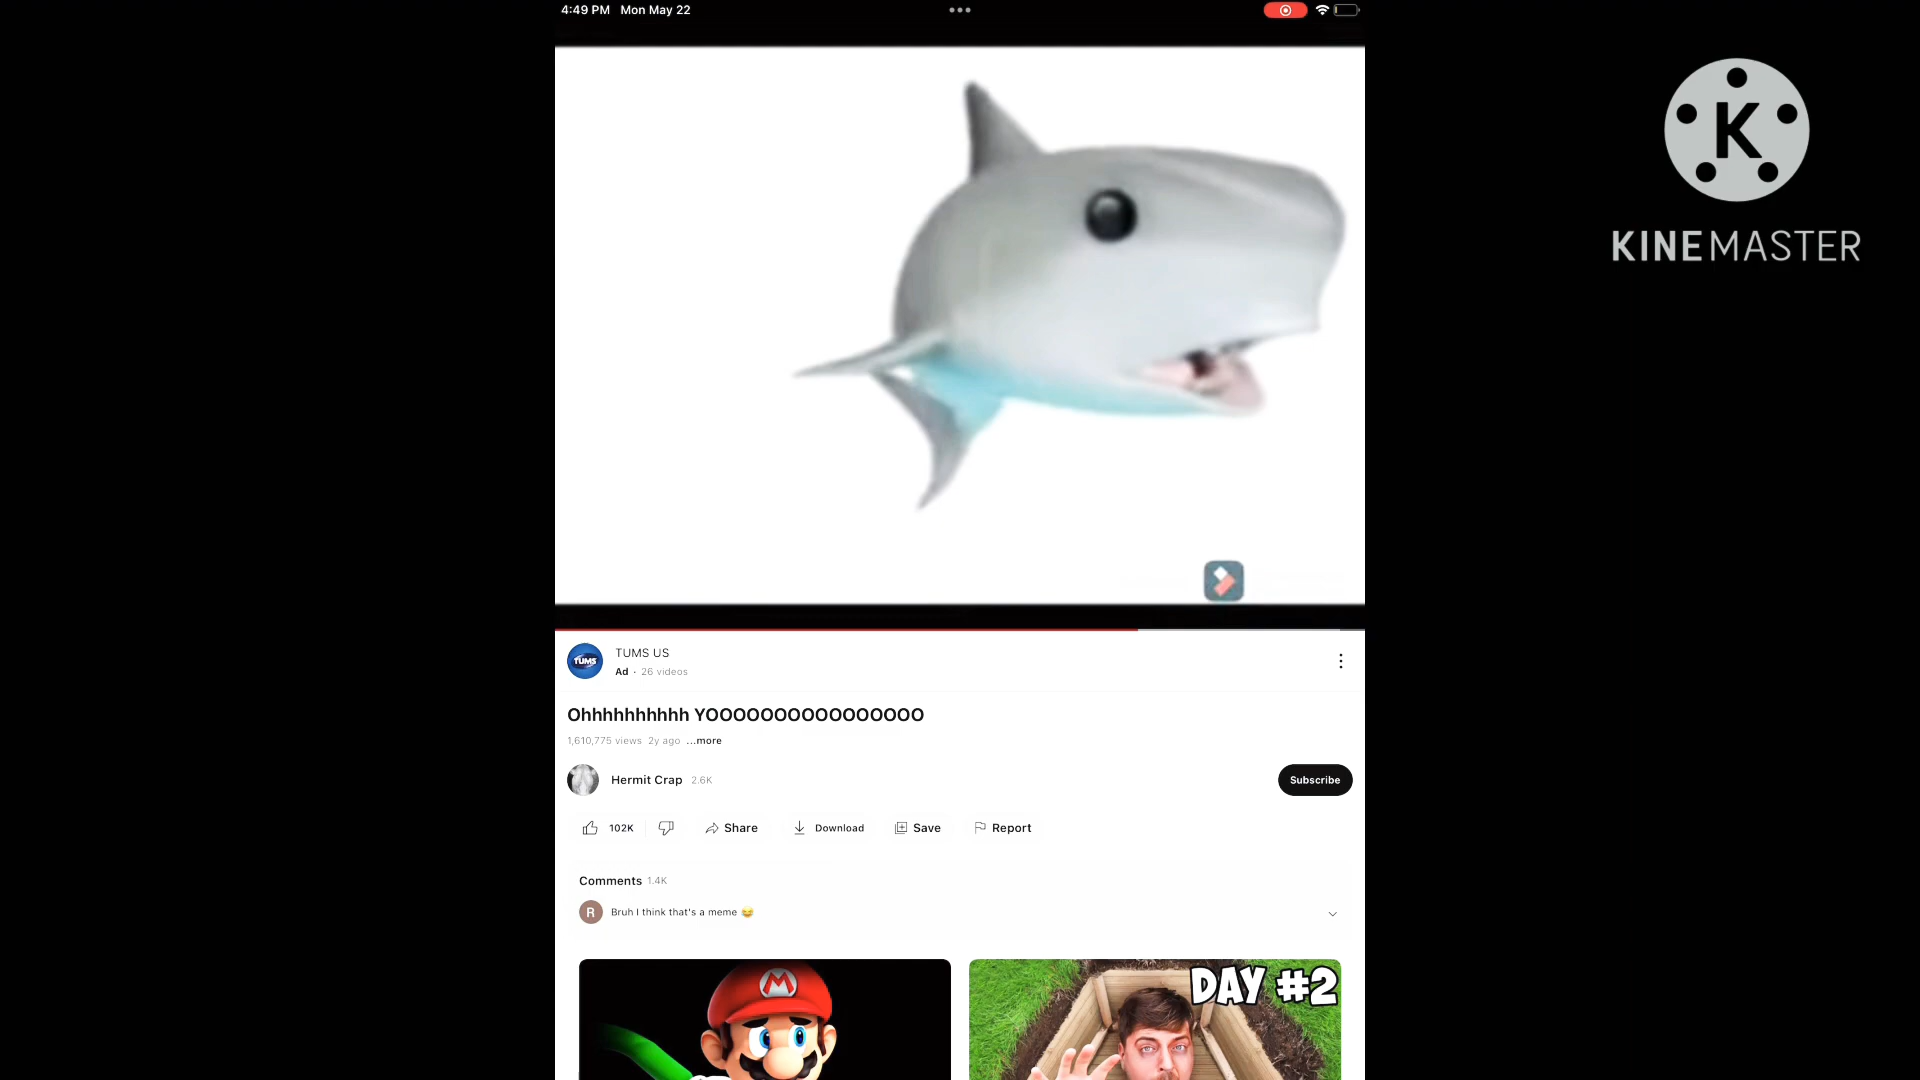 4:49 PM Mon May 22
K
KINEMASTER
TUMS
TUMS US
Ad · 26 videos
Ohhhhhhhhhh YOOOOOOOOOOOOOOOO
1,610,775 views 2y ago ...more
Hermit Crap 2.6K
Subscribe
102K Share Download Save Report
Comments 1.4K
R Bruh I think that's a meme 😂
M
DAY #2